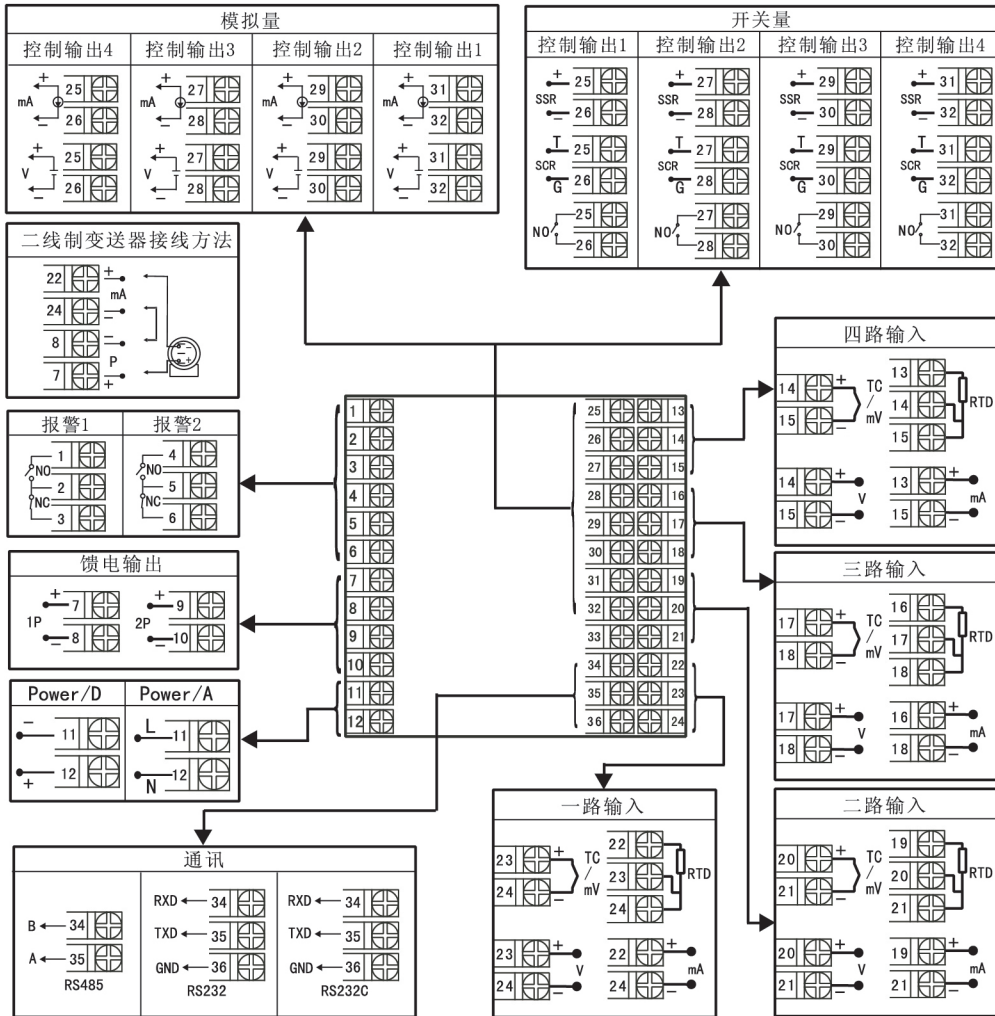 模拟量
控制输出4 控制输出3 控制输出2 控制输出1
+ 25 + 27 + 29 + 31
mA mA mA mA
− 26 − 28 − 30 − 32
+ 25 + 27 + 29 + 31
V V V V
− 26 − 28 − 30 − 32
开关量
控制输出1 控制输出2 控制输出3 控制输出4
+ 25 + 27 + 29 + 31
SSR SSR SSR SSR
− 26 − 28 − 30 − 32
T 25 T 27 T 29 T 31
SCR SCR SCR SCR
G 26 G 28 G 30 G 32
25 27 29 31
NO NO NO NO
26 28 30 32
二线制变送器接线方法
22 +
mA
24 −
8 − −
P − +
7 +
报警1 报警2
1 4
NO NO
2 5
NC NC
3 6
馈电输出
+ 7 + 9
1P 2P
− 8 − 10
Power/D Power/A
− 11 L 11
+ 12 N 12
1 25 13
2 26 14
3 27 15
4 28 16
5 29 17
6 30 18
7 31 19
8 32 20
9 33 21
10 34 22
11 35 23
12 36 24
四路输入
14 + TC / mV 13
15 − 14 RTD
15
14 + V 13 + mA
15 − 15 −
三路输入
17 + TC / mV 16
18 − 17 RTD
18
17 + V 16 + mA
18 − 18 −
二路输入
20 + TC / mV 19
21 − 20 RTD
21
20 + V 19 + mA
21 − 21 −
一路输入
23 + TC / mV 22
24 − 23 RTD
24
23 + V 22 + mA
24 − 24 −
通讯
B 34 RXD 34 RXD 34
A 35 TXD 35 TXD 35
GND 36 GND 36
RS485 RS232 RS232C